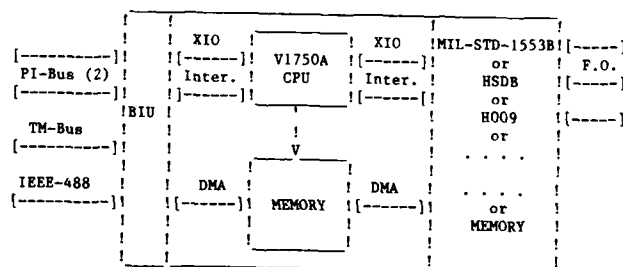 XIO XIO MIL-STD-1553B
V1750A or F.O.
PI-Bus (2) Inter. CPU Inter. HSDB
or
BIU H009
or
TM-Bus V . . . .
IEEE-488 DMA DMA . . . .
MEMORY or
MEMORY